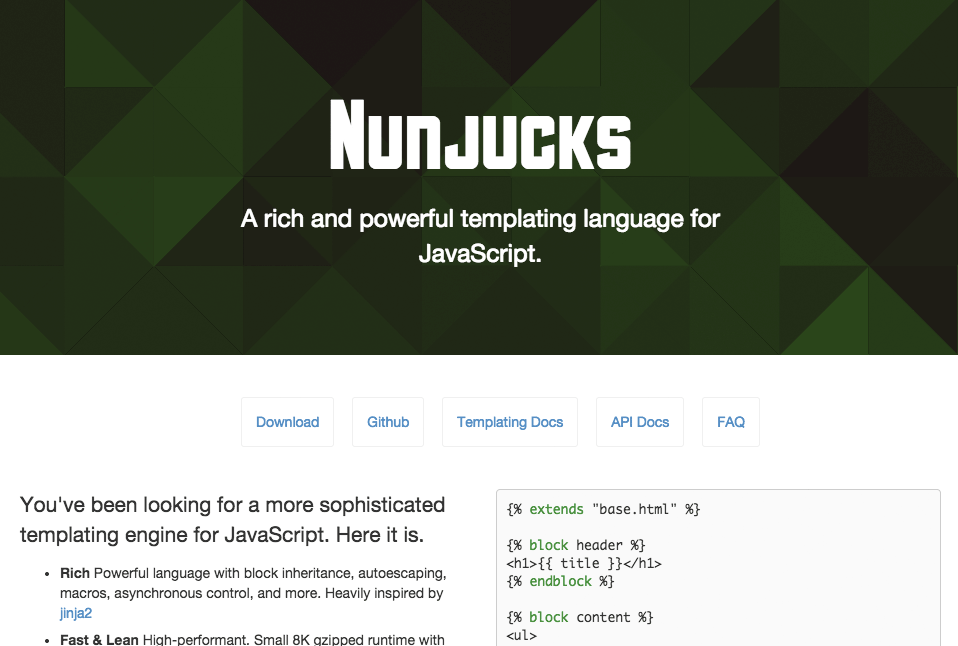 Nunjucks
A rich and powerful templating language for
JavaScript.
Download
Github
Templating Docs
API Docs
FAQ
You've been looking for a more sophisticated
templating engine for JavaScript. Here it is.
• Rich Powerful language with block inheritance, autoescaping,
macros, asynchronous control, and more. Heavily inspired by
jinja2
• Fast & Lean High-performant. Small 8K gzipped runtime with
{% extends "base.html" %}
{% block header %}
<h1>{{ title }}</h1>
{% endblock %}
{% block content %}
<ul>